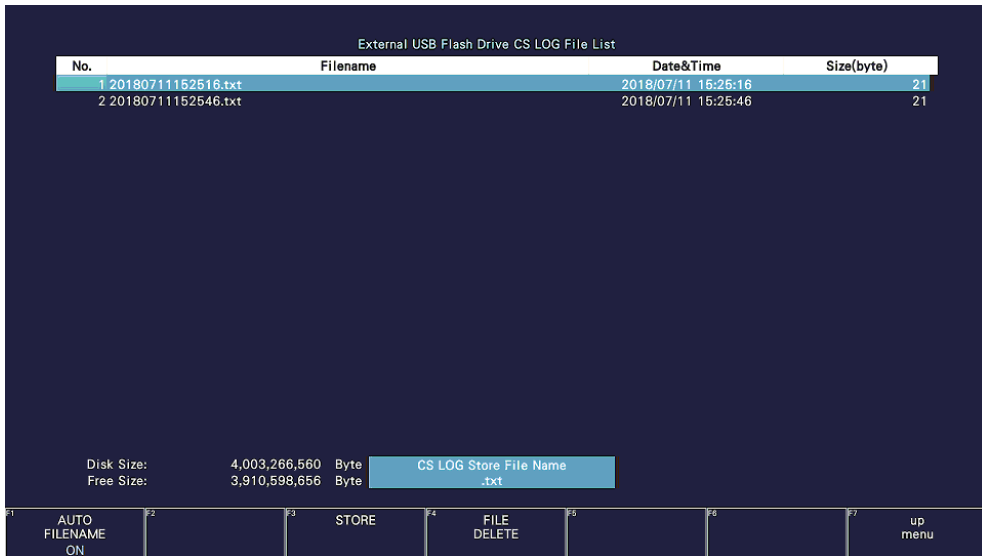 External USB Flash Drive CS LOG File List
No. Filename Date&Time Size(byte)
1 20180711152516.txt 2018/07/11 15:25:16 21
2 20180711152546.txt 2018/07/11 15:25:46 21
Disk Size: 4,003,266,560 Byte
Free Size: 3,910,598,656 Byte
CS LOG Store File Name
.txt
F1 AUTO
FILENAME
ON
F2
F3 STORE
F4 FILE
DELETE
F5
F6
F7 up
menu